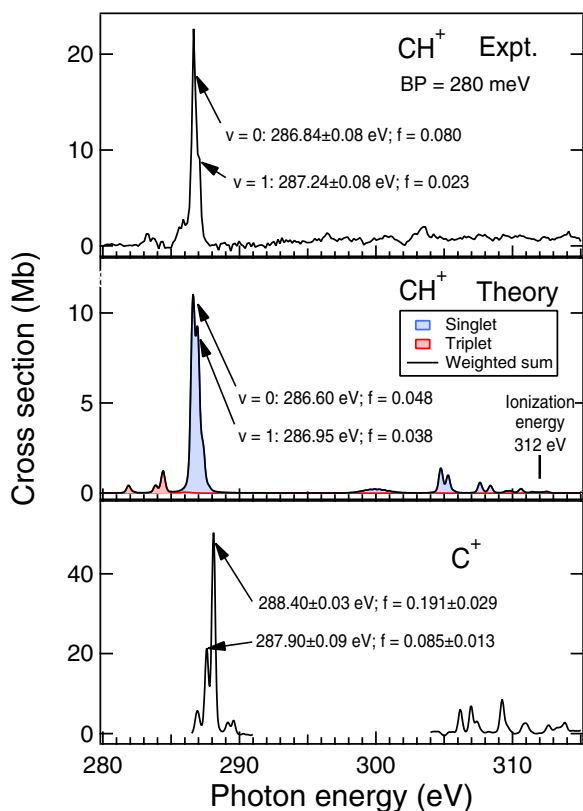 CH+ Expt.
BP = 280 meV
v = 0: 286.84±0.08 eV; f = 0.080
v = 1: 287.24±0.08 eV; f = 0.023
20
10
0
CH+ Theory
Singlet
Triplet
Weighted sum
v = 0: 286.60 eV; f = 0.048
v = 1: 286.95 eV; f = 0.038
Ionization
energy
312 eV
10
5
0
Cross section (Mb)
C+
288.40±0.03 eV; f = 0.191±0.029
287.90±0.09 eV; f = 0.085±0.013
40
20
0
280 290 300 310
Photon energy (eV)